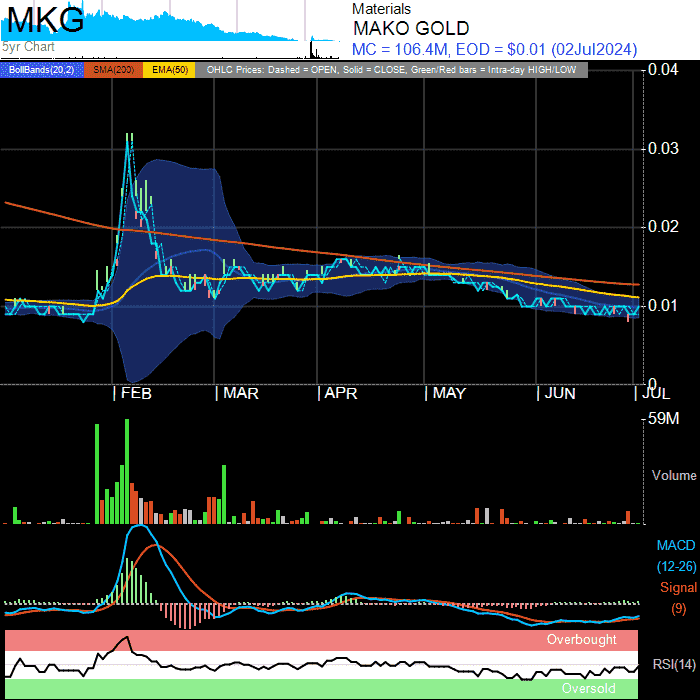 MKG
5yr Chart
Materials
MAKO GOLD
MC = 106.4M, EOD = $0.01 (02Jul2024)
BollBands(20,2) SMA(200) EMA(50) OHLC Prices: Dashed = OPEN, Solid = CLOSE, Green/Red bars = Intra-day HIGH/LOW
0.04
0.03
0.02
0.01
0
| FEB | MAR | APR | MAY | JUN | JUL
59M
Volume
MACD
(12-26)
Signal
(9)
Overbought
RSI(14)
Oversold